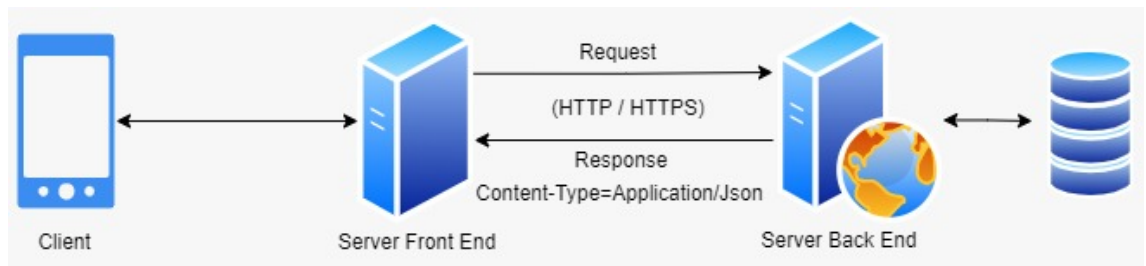 Request
(HTTP / HTTPS)
Response
Content-Type=Application/Json
Client
Server Front End
Server Back End